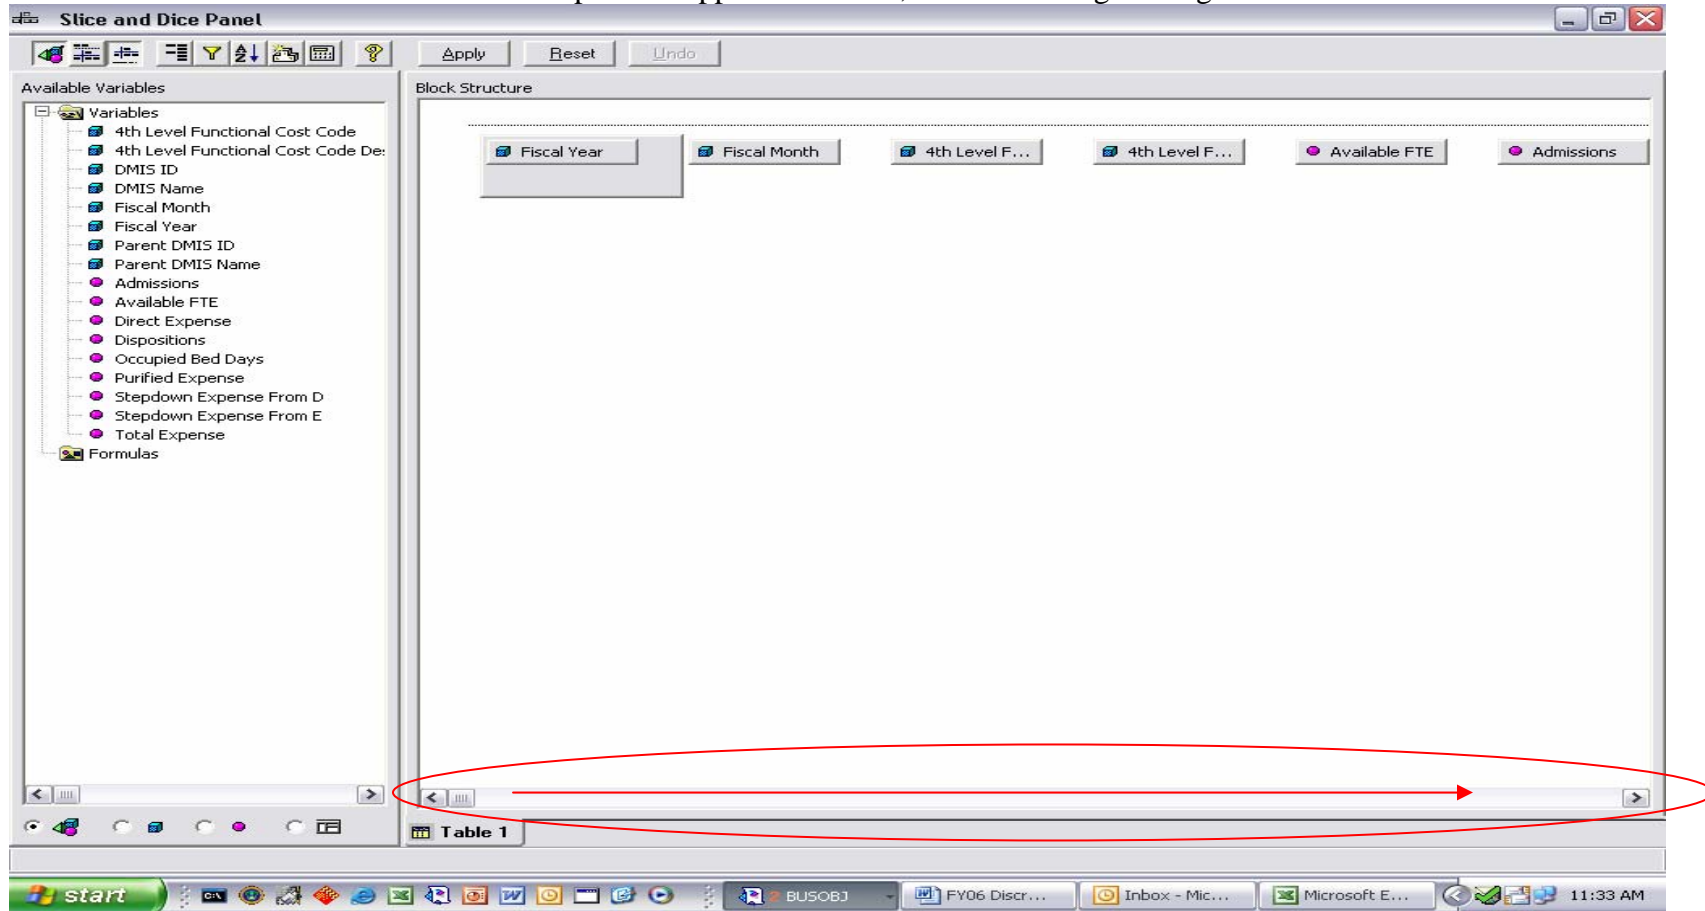 Slice and Dice Panel
Apply Reset Undo
Available Variables
Block Structure
Variables
4th Level Functional Cost Code
4th Level Functional Cost Code De:
DMIS ID
DMIS Name
Fiscal Month
Fiscal Year
Parent DMIS ID
Parent DMIS Name
Admissions
Available FTE
Direct Expense
Dispositions
Occupied Bed Days
Purified Expense
Stepdown Expense From D
Stepdown Expense From E
Total Expense
Formulas
Fiscal Year Fiscal Month 4th Level F... 4th Level F... Available FTE Admissions
Table 1
start 2 BUSOBJ FY06 Discr... Inbox - Mic... Microsoft E... 11:33 AM